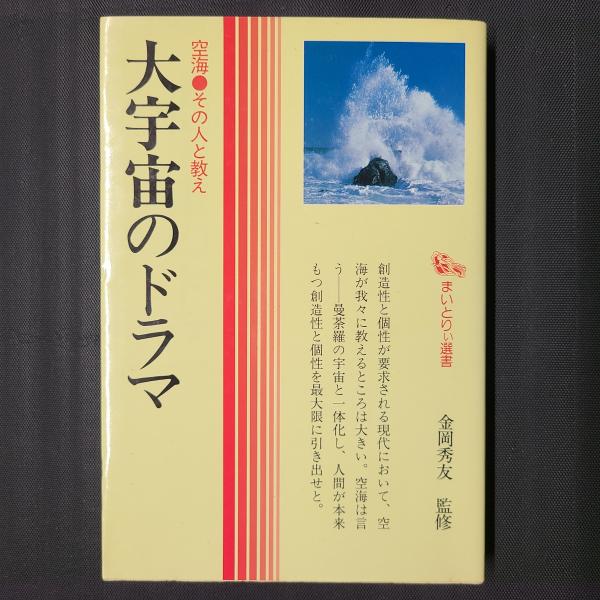 空海●その人と教え
大宇宙のドラマ
創造性と個性が要求される現代において、空
海が我々に教えるところは大きい。空海は言
う――曼荼羅の宇宙と一体化し、人間が本来
もつ創造性と個性を最大限に引き出せと。
まいとりぃ選書
金岡秀友 監修